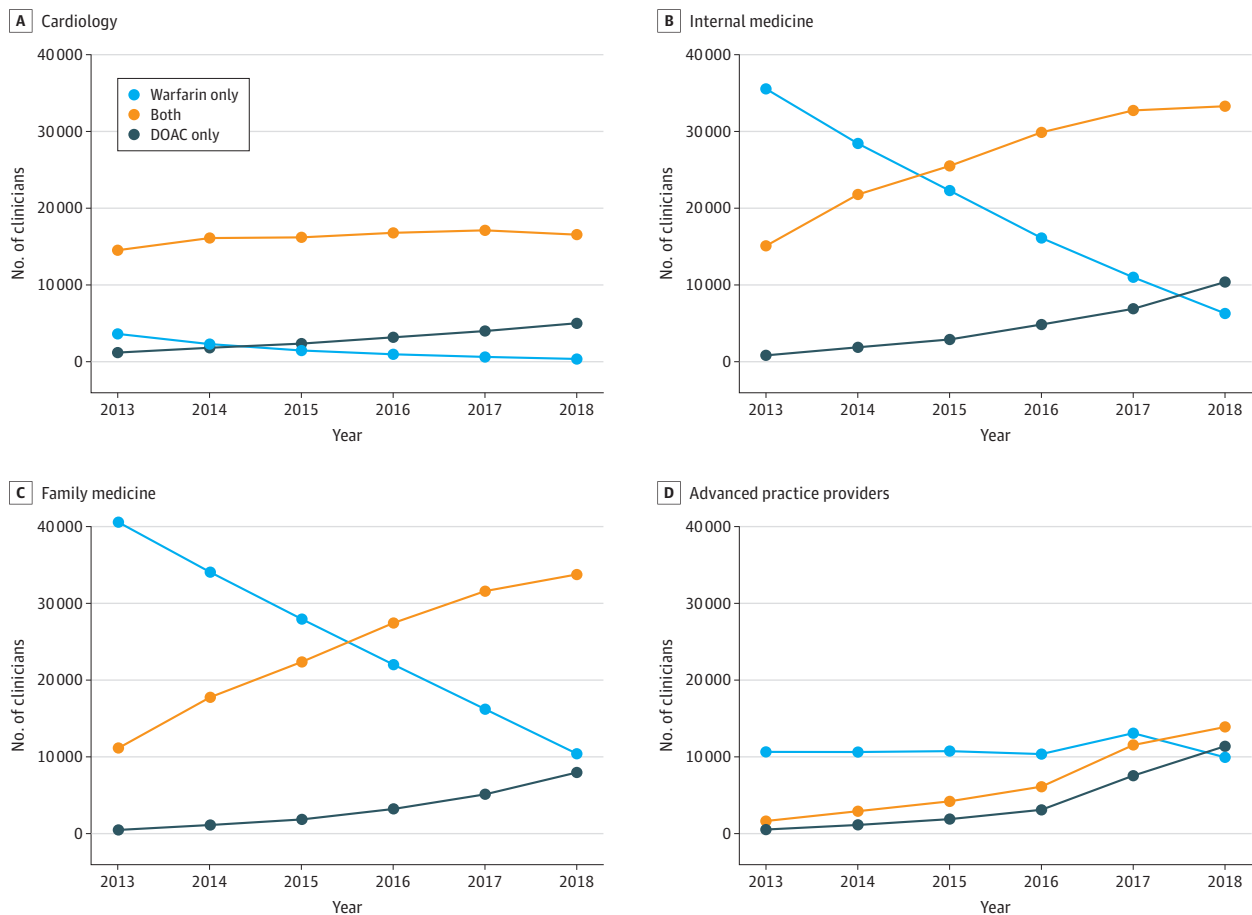 A Cardiology
40 000
30 000
20 000
10 000
0
No. of clinicians
Warfarin only
Both
DOAC only
2013 2014 2015 2016 2017 2018
Year
B Internal medicine
40 000
30 000
20 000
10 000
0
No. of clinicians
2013 2014 2015 2016 2017 2018
Year
C Family medicine
40 000
30 000
20 000
10 000
0
No. of clinicians
2013 2014 2015 2016 2017 2018
Year
D Advanced practice providers
40 000
30 000
20 000
10 000
0
No. of clinicians
2013 2014 2015 2016 2017 2018
Year